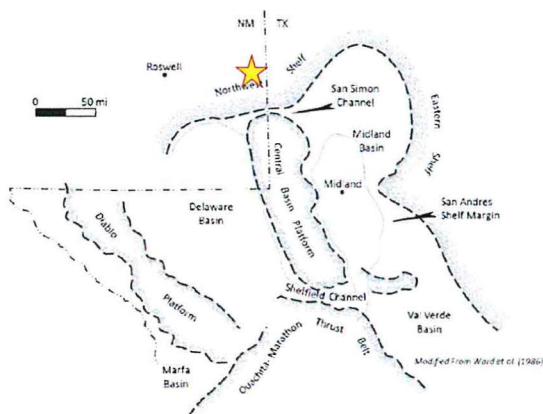 NM TX
Roswell
Northwest Shelf
0 50 mi
San Simon
Channel
Eastern Shelf
Midland
Basin
Central Basin Platform
Midland
San Andres
Shelf Margin
Delaware
Basin
Diablo Platform
Sheffield Channel
Val Verde
Basin
Ouachita-Marathon Thrust Belt
Marfa
Basin
Modified From Ward et al. (1986)